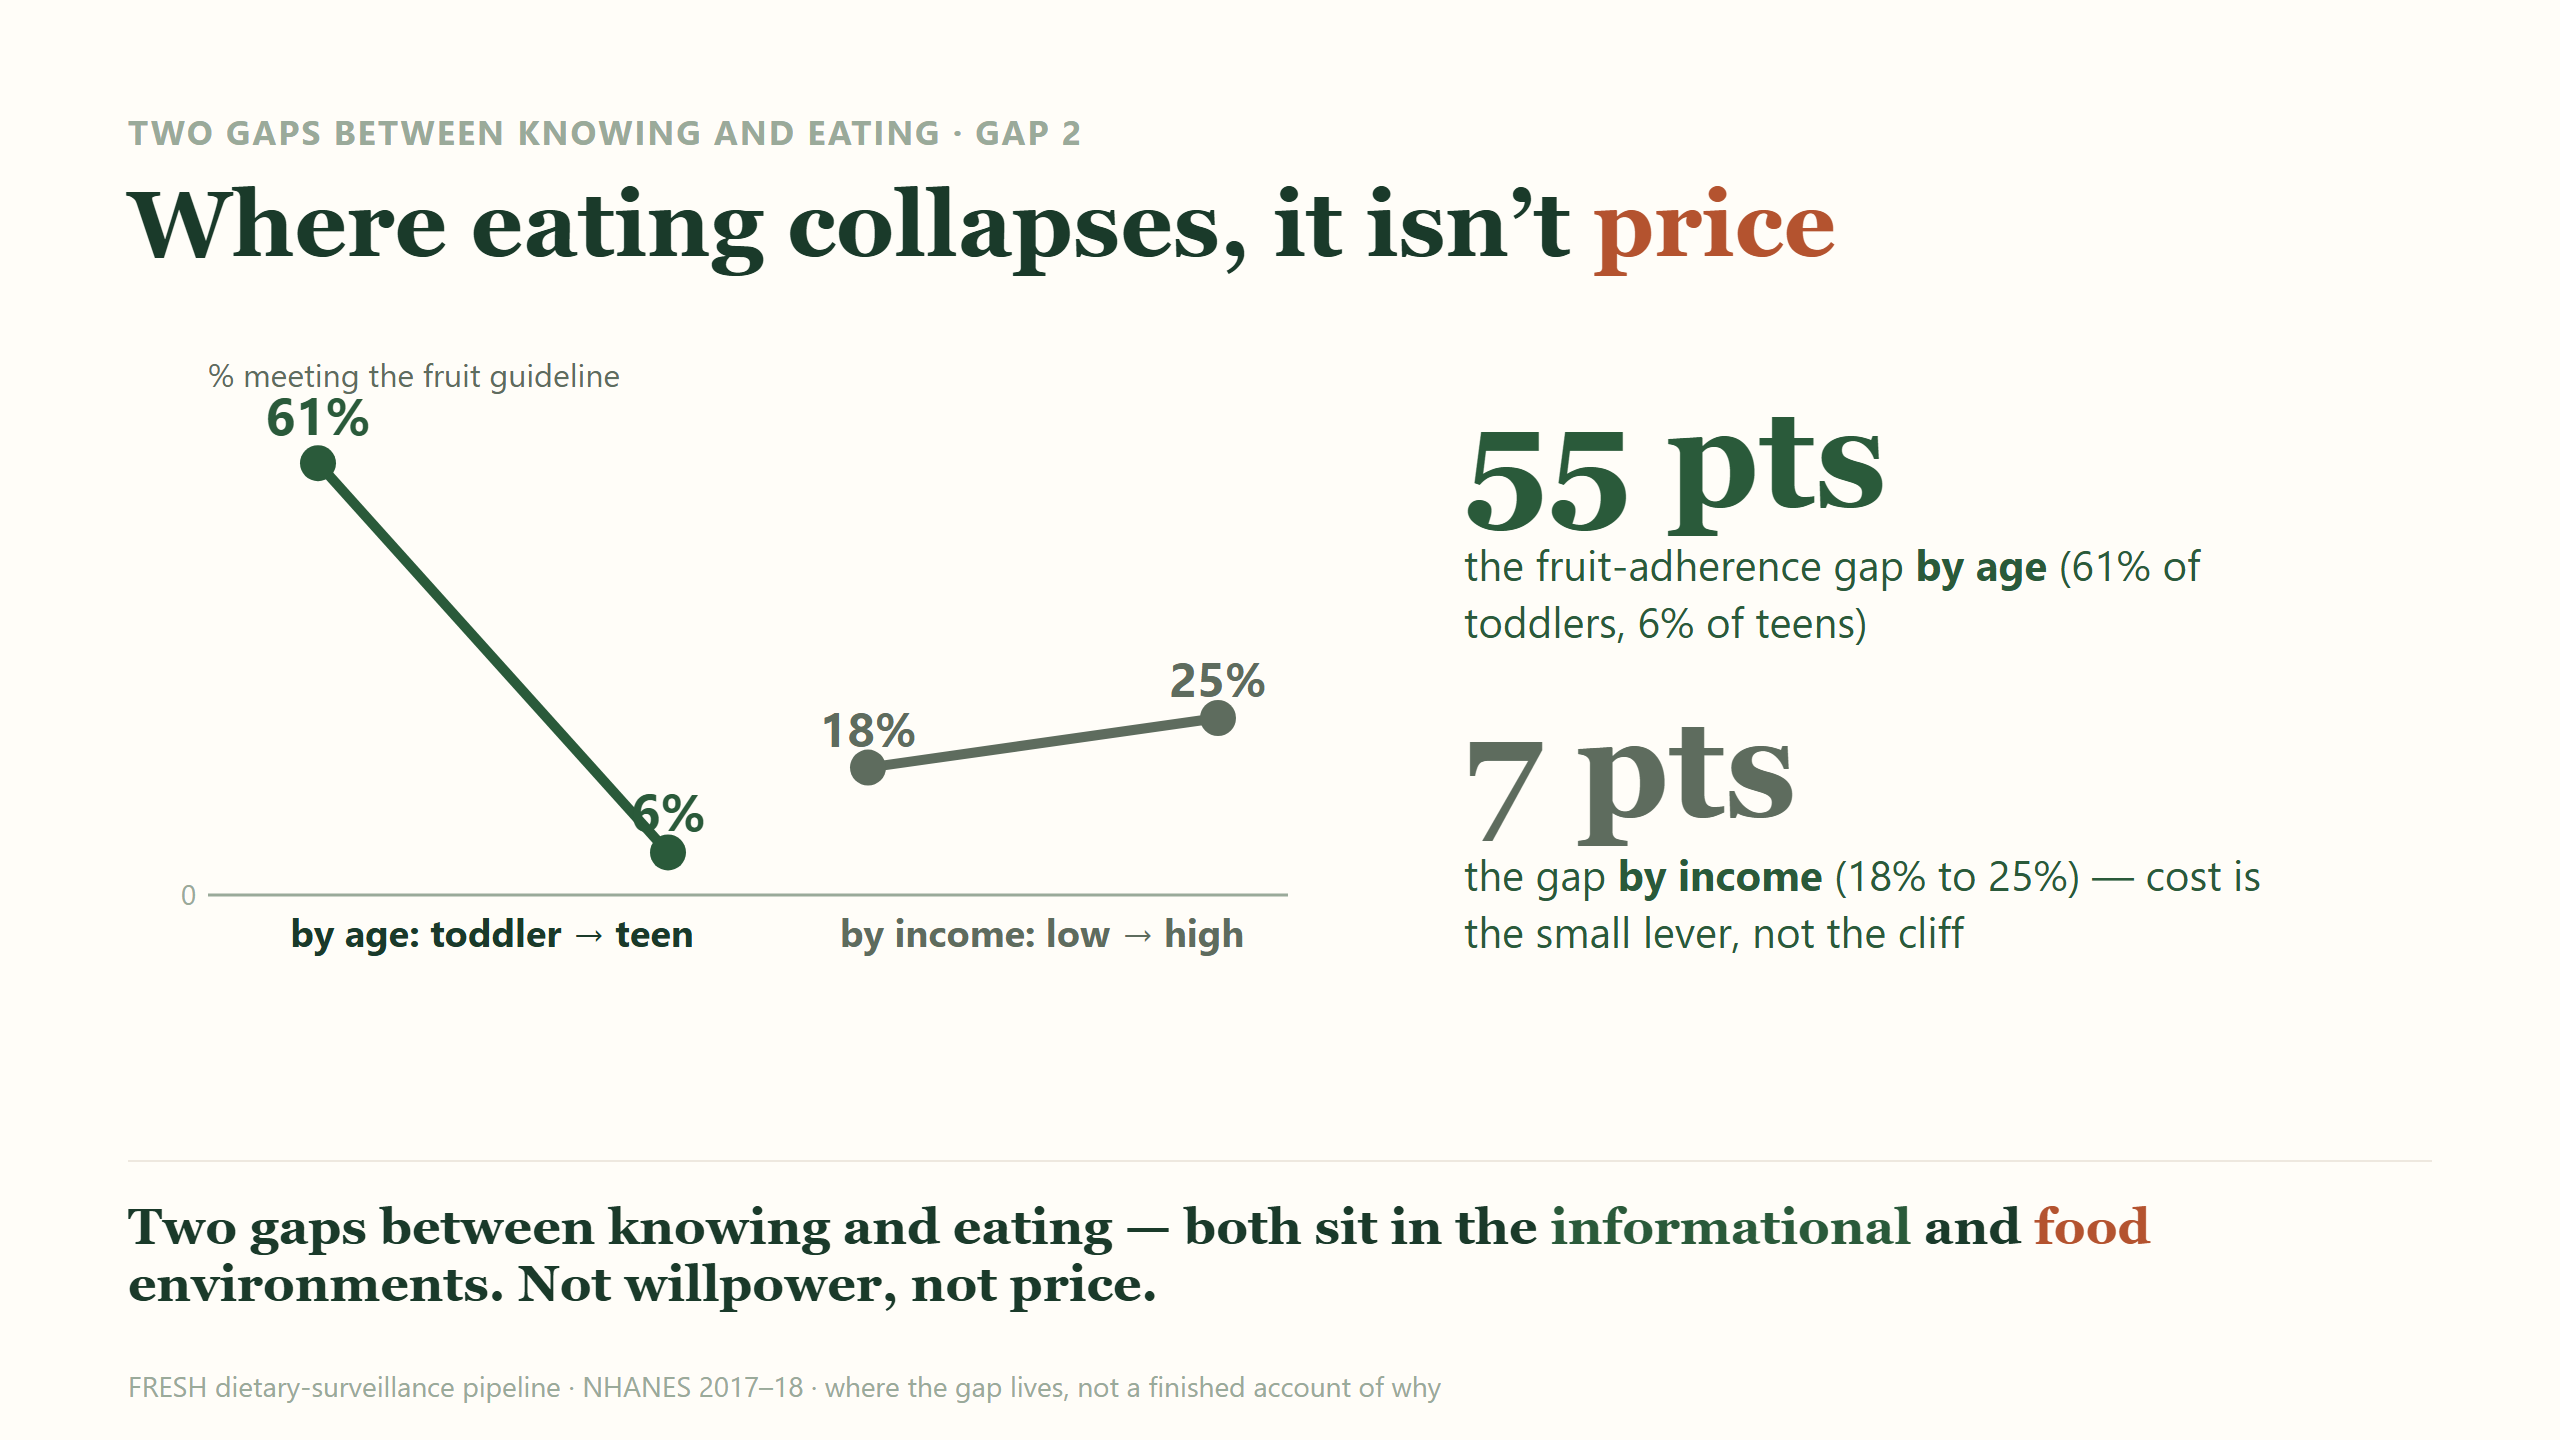 TWO GAPS BETWEEN KNOWING AND EATING · GAP 2
Where eating collapses, it isn’t price
% meeting the fruit guideline
61%
6%
18%
25%
0
by age: toddler → teen
by income: low → high
55 pts
the fruit-adherence gap by age (61% of
toddlers, 6% of teens)
7 pts
the gap by income (18% to 25%) — cost is
the small lever, not the cliff
Two gaps between knowing and eating — both sit in the informational and food
environments. Not willpower, not price.
FRESH dietary-surveillance pipeline · NHANES 2017–18 · where the gap lives, not a finished account of why